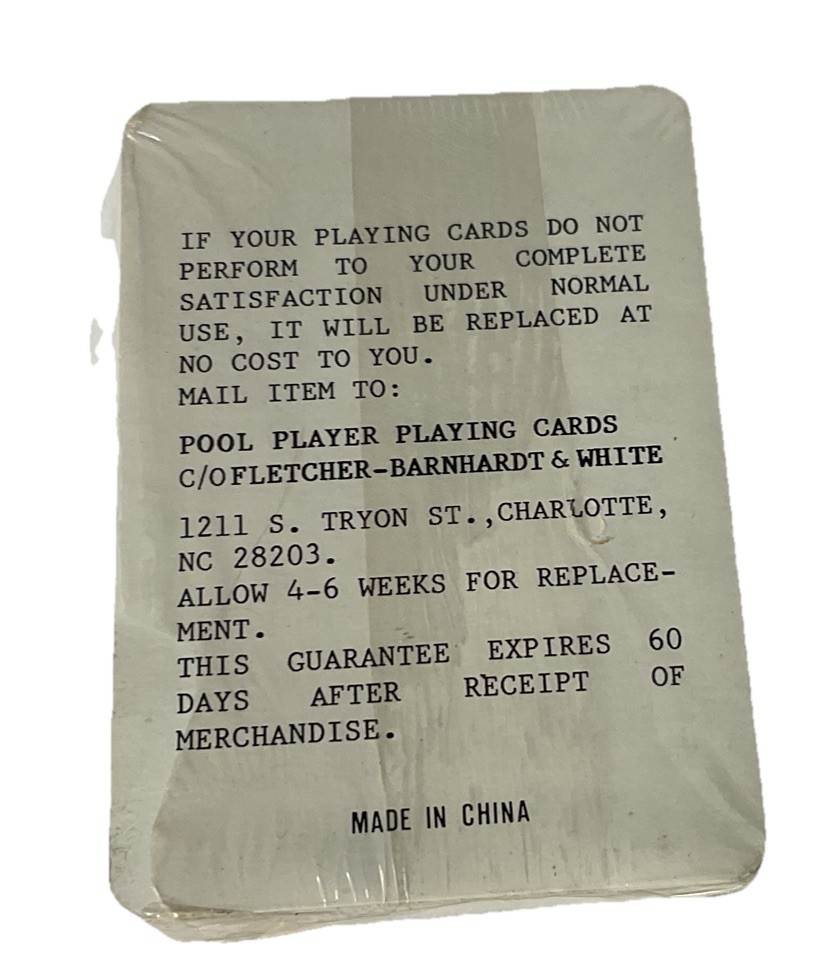 IF YOUR PLAYING CARDS DO NOT
PERFORM TO YOUR COMPLETE
SATISFACTION UNDER NORMAL
USE, IT WILL BE REPLACED AT
NO COST TO YOU.
MAIL ITEM TO:
POOL PLAYER PLAYING CARDS
C/O FLETCHER-BARNHARDT & WHITE
1211 S. TRYON ST.,CHARLOTTE,
NC 28203.
ALLOW 4-6 WEEKS FOR REPLACE-
MENT.
THIS GUARANTEE EXPIRES 60
DAYS AFTER RECEIPT OF
MERCHANDISE.
MADE IN CHINA